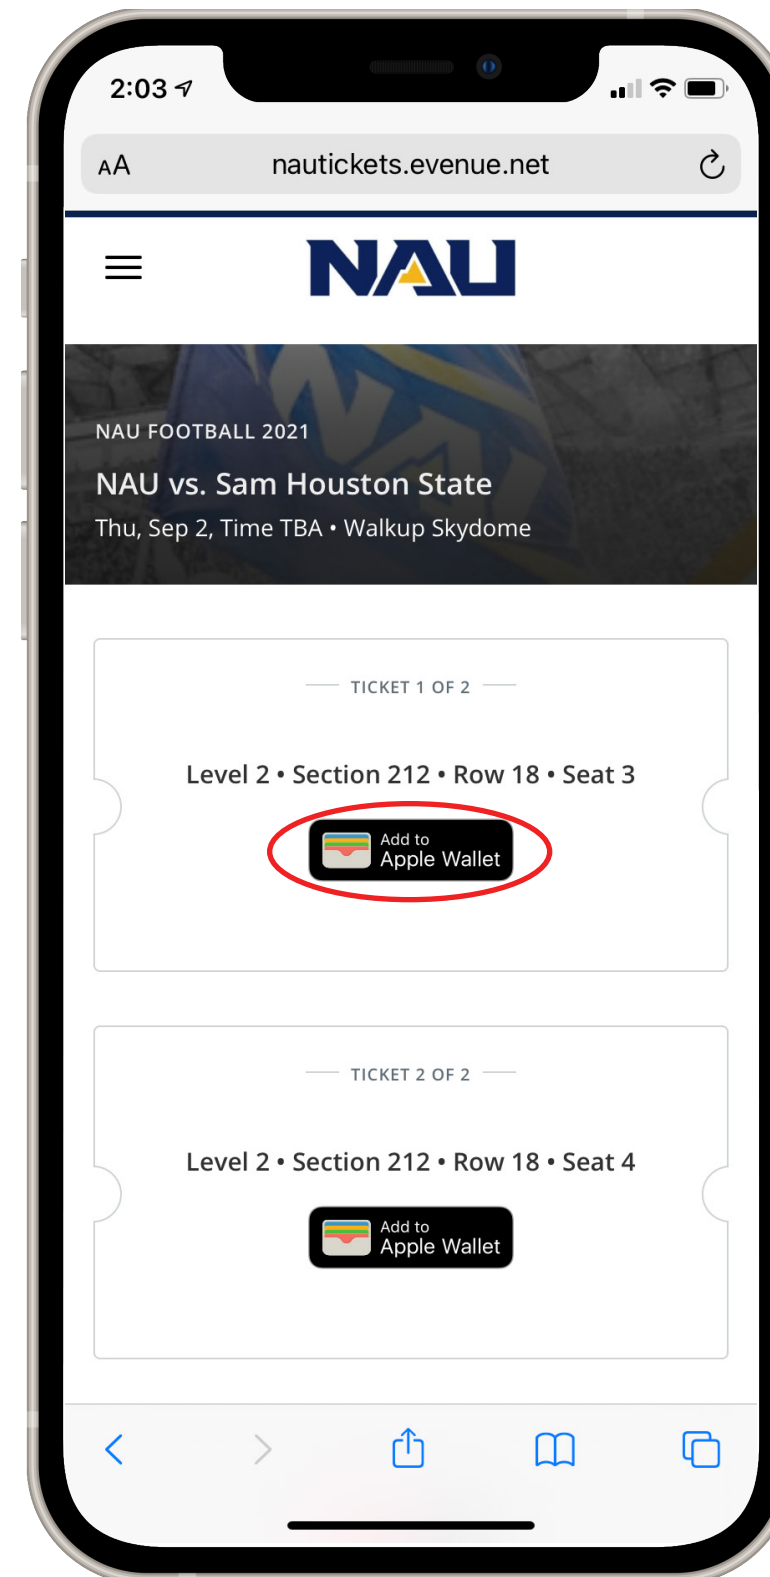 2:03
AA nautickets.evenue.net
NAU
NAU FOOTBALL 2021
NAU vs. Sam Houston State
Thu, Sep 2, Time TBA • Walkup Skydome
TICKET 1 OF 2
Level 2 • Section 212 • Row 18 • Seat 3
Add to
Apple Wallet
TICKET 2 OF 2
Level 2 • Section 212 • Row 18 • Seat 4
Add to
Apple Wallet